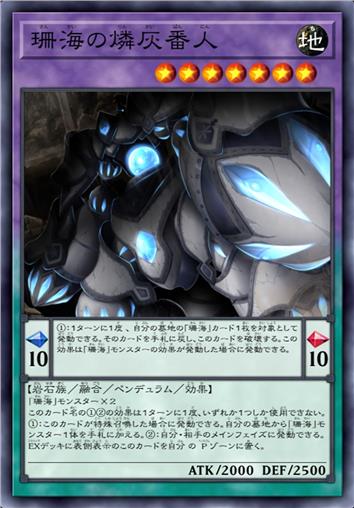 珊海の燐灰番人
地
①：1ターンに1度、自分の墓地の「珊海」カード1枚を対象として
発動できる。そのカードを手札に戻し、このカードを破壊する。この
効果は「珊海」モンスターの効果が発動した場合に発動できる。
10
10
【岩石族／融合／ペンデュラム／効果】
「珊海」モンスター×2
このカード名の①②の効果は1ターンに1度、いずれか1つしか使用できない。
①：このカードが特殊召喚した場合に発動できる。自分の墓地から「珊海」モ
ンスター1体を手札に加える。②：自分・相手のメインフェイズに発動できる。
EXデッキに表側表示のこのカードを自分の Pゾーンに置く。
ATK/2000 DEF/2500